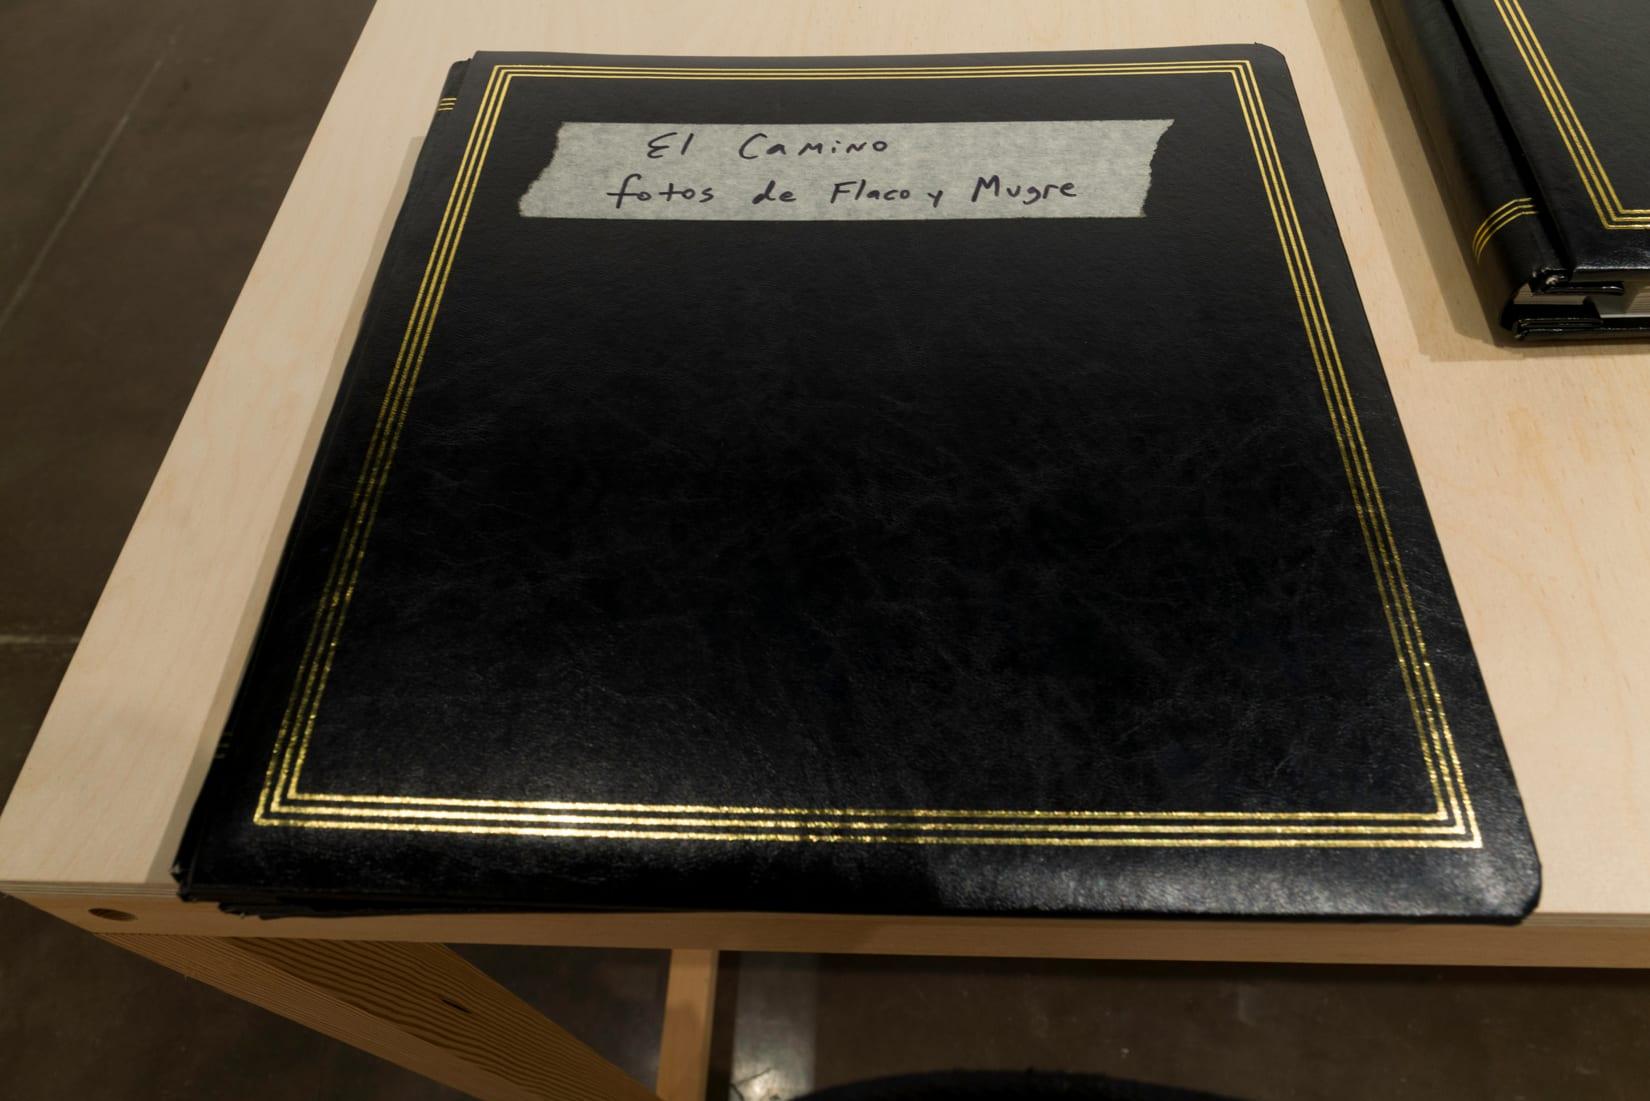 El Camino
fotos de Flaco y Mugre